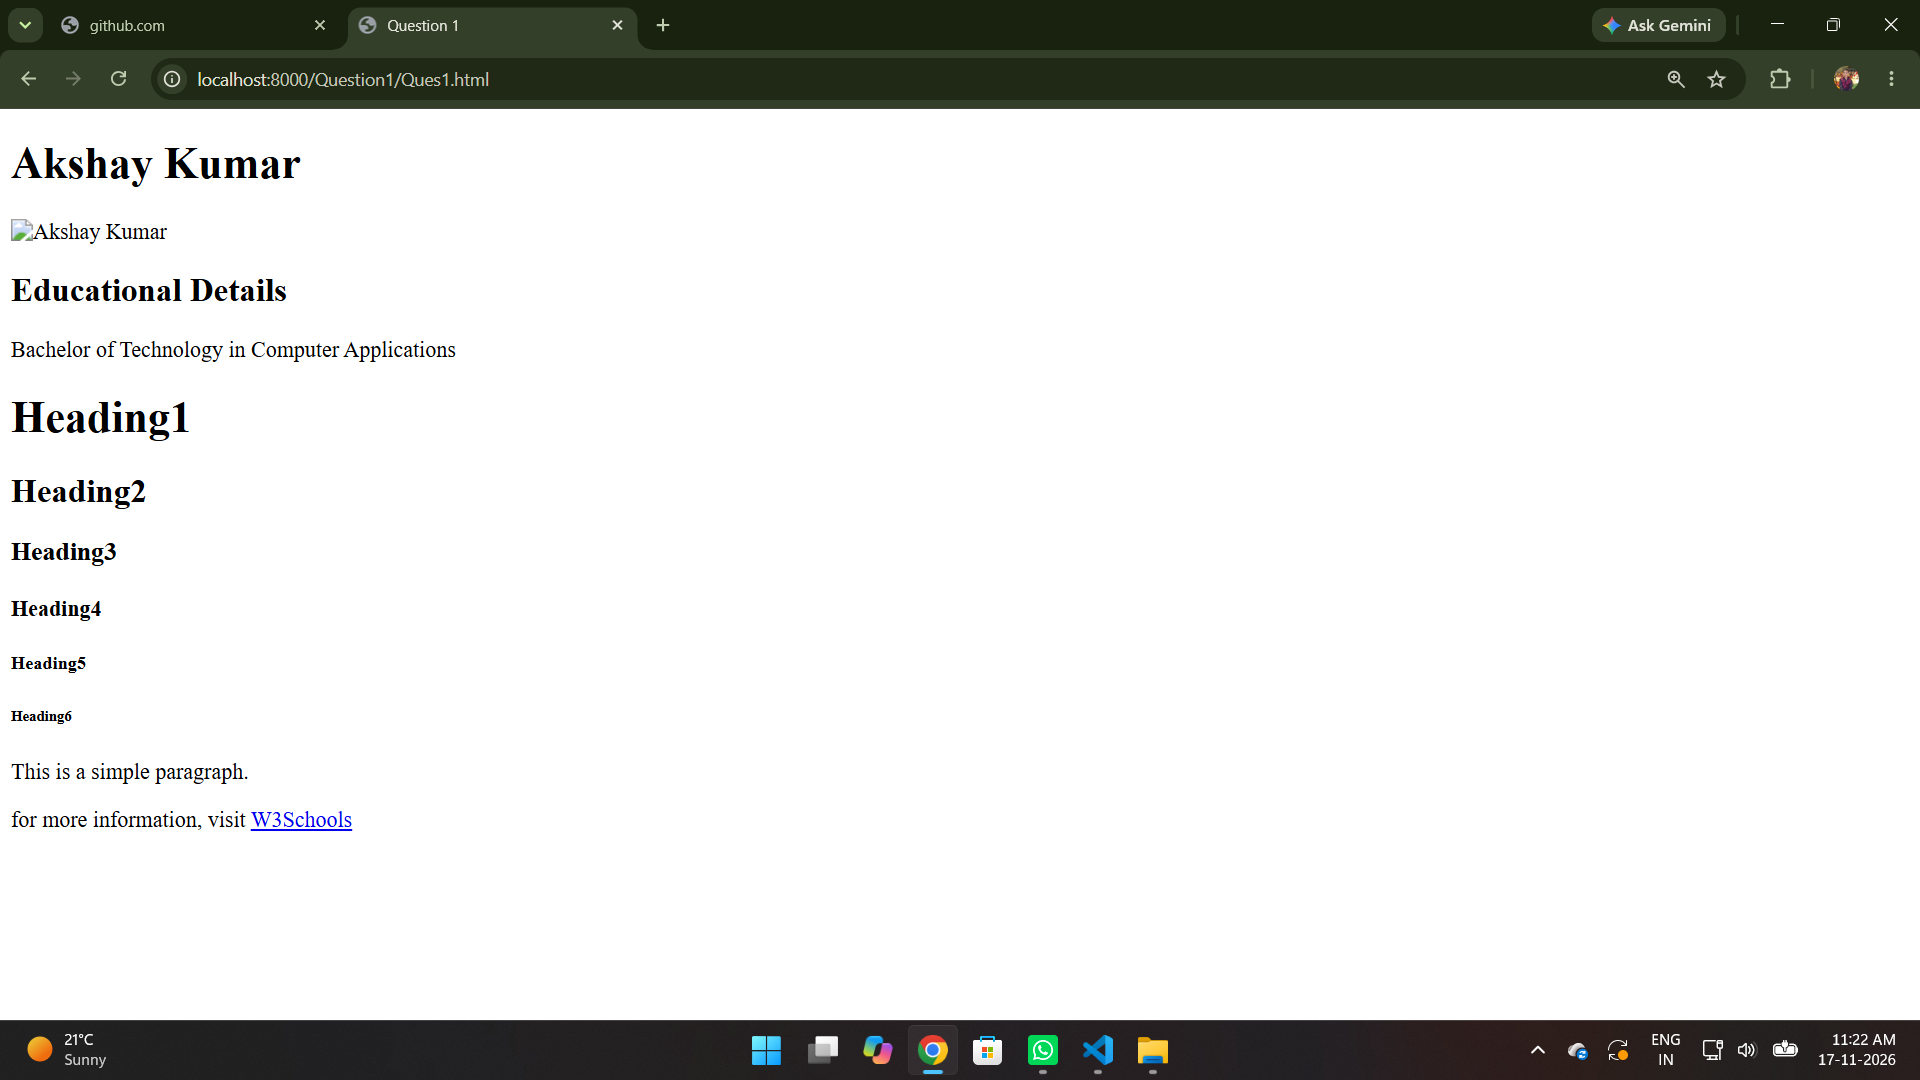 github.com
Question 1
Ask Gemini
localhost:8000/Question1/Ques1.html
Akshay Kumar
Akshay Kumar
Educational Details
Bachelor of Technology in Computer Applications
Heading1
Heading2
Heading3
Heading4
Heading5
Heading6
This is a simple paragraph.
for more information, visit W3Schools
21°C
Sunny
ENG
IN
11:22 AM
17-11-2026